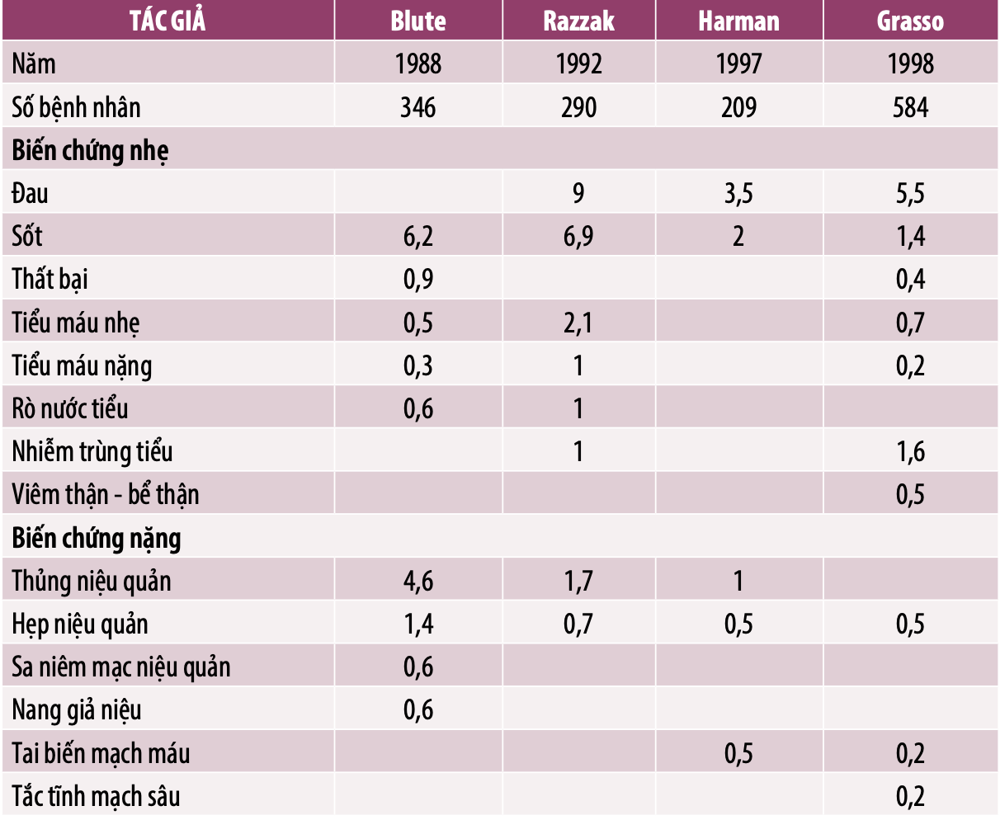 TÁC GIẢ Blute Razzak Harman Grasso
Năm 1988 1992 1997 1998
Số bệnh nhân 346 290 209 584
Biến chứng nhẹ
Đau 9 3,5 5,5
Sốt 6,2 6,9 2 1,4
Thất bại 0,9 0,4
Tiểu máu nhẹ 0,5 2,1 0,7
Tiểu máu nặng 0,3 1 0,2
Rò nước tiểu 0,6 1
Nhiễm trùng tiểu 1 1,6
Viêm thận - bể thận 0,5
Biến chứng nặng
Thủng niệu quản 4,6 1,7 1
Hẹp niệu quản 1,4 0,7 0,5 0,5
Sa niêm mạc niệu quản 0,6
Nang giả niệu 0,6
Tai biến mạch máu 0,5 0,2
Tắc tĩnh mạch sâu 0,2